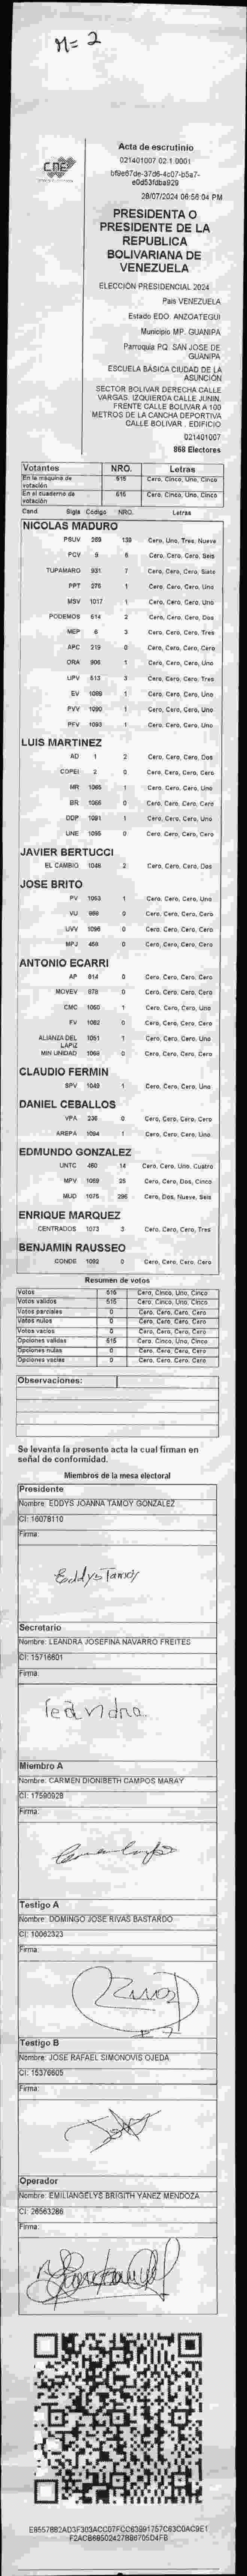 M= 2
CNE
Acta de escrutinio
021401007.02.1.0001
28/07/2024 06:56:04 PM
PRESIDENTA O
PRESIDENTE DE LA
REPUBLICA
BOLIVARIANA DE
VENEZUELA
ELECCIÓN PRESIDENCIAL 2024
Pais VENEZUELA
Estado EDO. ANZOATEGUI
Municipio MP. GUANIPA
Parroquia PQ. SAN JOSE DE
GUANIPA
ESCUELA BÁSICA CIUDAD DE LA
ASUNCIÓN
SECTOR BOLIVAR DERECHA CALLE
VARGAS. IZQUIERDA CALLE JUNIN.
FRENTE CALLE BOLIVAR A 100
METROS DE LA CANCHA DEPORTIVA
CALLE BOLIVAR . EDIFICIO
021401007
868 Electores
Votantes NRO. Letras
En la máquina de votación 515 Cero, Cinco, Uno, Cinco
En el cuaderno de votación 515 Cero, Cinco, Uno, Cinco
Cand. Sigla Código NRO. Letras
NICOLAS MADURO
PSUV 269 139 Cero, Uno, Tres, Nueve
PCV 9 6 Cero, Cero, Cero, Seis
TUPAMARO 931 7 Cero, Cero, Cero, Siete
PPT 276 1 Cero, Cero, Cero, Uno
MSV 1017 1 Cero, Cero, Cero, Uno
PODEMOS 514 2 Cero, Cero, Cero, Dos
MEP 6 3 Cero, Cero, Cero, Tres
APC 219 0 Cero, Cero, Cero, Cero
ORA 906 1 Cero, Cero, Cero, Uno
UPV 513 3 Cero, Cero, Cero, Tres
EV 1089 1 Cero, Cero, Cero, Uno
PVV 1090 1 Cero, Cero, Cero, Uno
PFV 1093 1 Cero, Cero, Cero, Uno
LUIS MARTINEZ
AD 1 2 Cero, Cero, Cero, Dos
COPEI 2 0 Cero, Cero, Cero, Cero
MR 1065 1 Cero, Cero, Cero, Uno
BR 1066 0 Cero, Cero, Cero, Cero
DDP 1091 1 Cero, Cero, Cero, Uno
UNE 1095 0 Cero, Cero, Cero, Cero
JAVIER BERTUCCI
EL CAMBIO 1046 2 Cero, Cero, Cero, Dos
JOSE BRITO
PV 1053 1 Cero, Cero, Cero, Uno
VU 969 0 Cero, Cero, Cero, Cero
UVV 1096 0 Cero, Cero, Cero, Cero
MPJ 458 0 Cero, Cero, Cero, Cero
ANTONIO ECARRI
AP 814 0 Cero, Cero, Cero, Cero
MOVEV 878 0 Cero, Cero, Cero, Cero
CMC 1050 1 Cero, Cero, Cero, Uno
FV 1082 0 Cero, Cero, Cero, Cero
ALIANZA DEL LAPIZ 1051 1 Cero, Cero, Cero, Uno
MIN UNIDAD 1069 0 Cero, Cero, Cero, Cero
CLAUDIO FERMIN
SPV 1049 1 Cero, Cero, Cero, Uno
DANIEL CEBALLOS
VPA 236 0 Cero, Cero, Cero, Cero
AREPA 1094 1 Cero, Cero, Cero, Uno
EDMUNDO GONZALEZ
UNTC 460 14 Cero, Cero, Uno, Cuatro
MPV 1069 25 Cero, Cero, Dos, Cinco
MUD 1075 296 Cero, Dos, Nueve, Seis
ENRIQUE MARQUEZ
CENTRADOS 1073 3 Cero, Cero, Cero, Tres
BENJAMIN RAUSSEO
CONDE 1092 0 Cero, Cero, Cero, Cero
Resumen de votos
Votos 515 Cero, Cinco, Uno, Cinco
Votos validos 515 Cero, Cinco, Uno, Cinco
Votos parciales 0 Cero, Cero, Cero, Cero
Votos nulos 0 Cero, Cero, Cero, Cero
Votos vacios 0 Cero, Cero, Cero, Cero
Opciones validas 515 Cero, Cinco, Uno, Cinco
Opciones nulas 0 Cero, Cero, Cero, Cero
Opciones vacias 0 Cero, Cero, Cero, Cero
Observaciones:
Se levanta la presente acta la cual firman en
señal de conformidad.
Miembros de la mesa electoral
Presidente
Nombre: EDDYS JOANNA TAMOY GONZALEZ
CI: 16078110
Firma:
Eddys Tamoy
Secretario
Nombre: LEANDRA JOSEFINA NAVARRO FREITES
CI: 15716601
Firma:
leandra
Miembro A
Nombre: CARMEN DIONIBETH CAMPOS MARAY
CI: 17590928
Firma:
Testigo A
Nombre: DOMINGO JOSE RIVAS BASTARDO
CI: 10062323
Firma:
Testigo B
Nombre: JOSE RAFAEL SIMONOVIS OJEDA
CI: 15376605
Firma:
Operador
Nombre: EMILIANGELYS BRIGITH YANEZ MENDOZA
CI: 26563286
Firma: